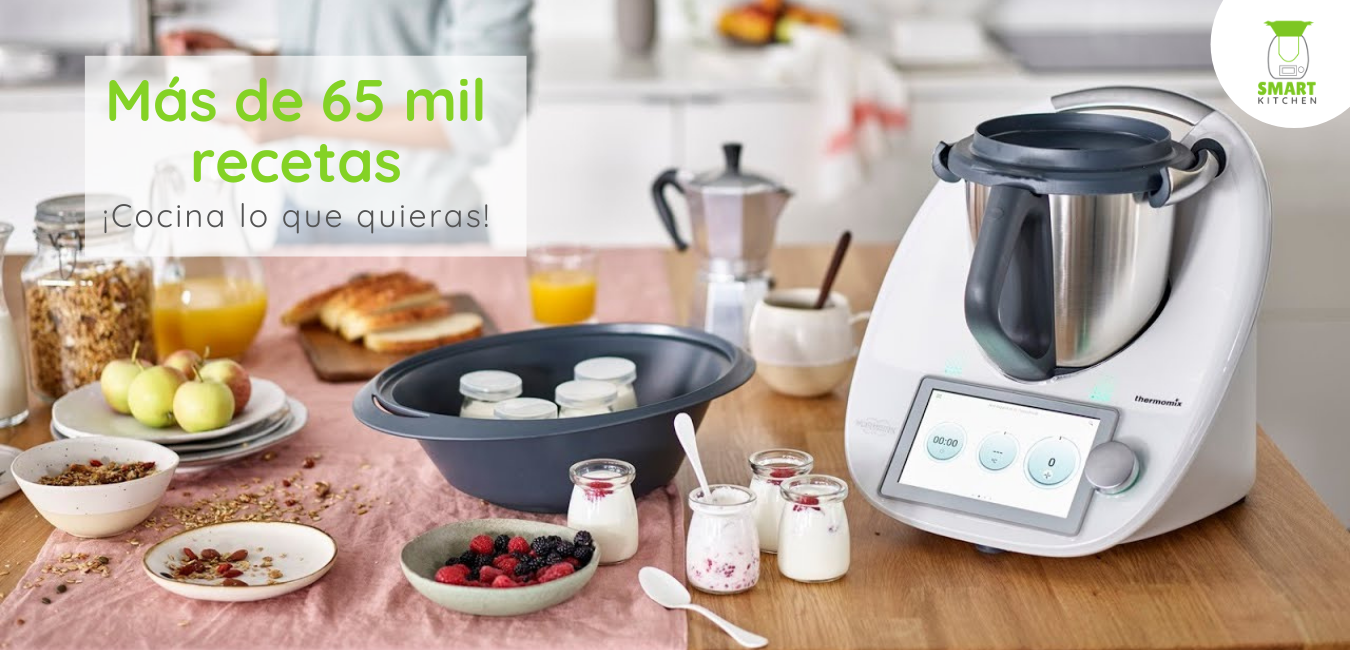 Más de 65 mil
recetas
¡Cocina lo que quieras!
SMART
KITCHEN
thermomix
00:00
0